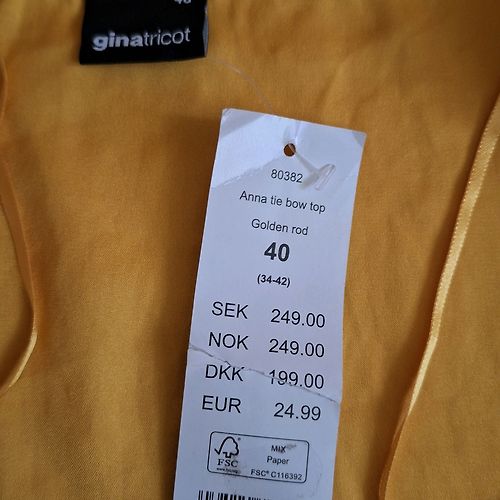 ginatricot
80382
Anna tie bow top
Golden rod
40
(34-42)
SEK 249.00
NOK 249.00
DKK 199.00
EUR 24.99
FSC
MIX
Paper
FSC® C116392